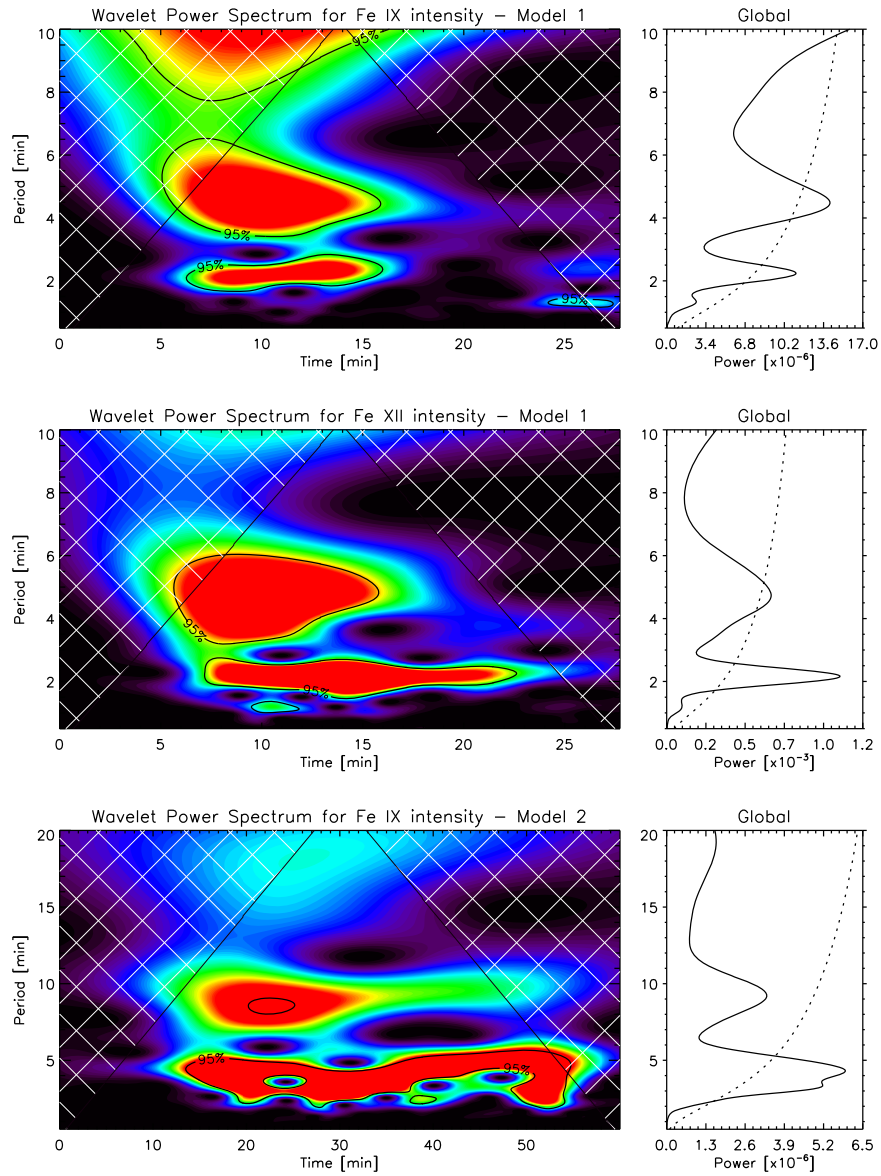 Wavelet Power Spectrum for Fe IX intensity − Model 1
Global
10
8
6
4
2
Period [min]
95%
95%
95%
95%
0 5 10 15 20 25
Time [min]
0.0 3.4 6.8 10.2 13.6 17.0
Power [x10⁻⁶]
10
8
6
4
2
Wavelet Power Spectrum for Fe XII intensity − Model 1
Global
10
8
6
4
2
Period [min]
95%
95%
0 5 10 15 20 25
Time [min]
0.0 0.2 0.5 0.7 1.0 1.2
Power [x10⁻³]
10
8
6
4
2
Wavelet Power Spectrum for Fe IX intensity − Model 2
Global
20
15
10
5
Period [min]
95%
95%
0 10 20 30 40 50
Time [min]
0.0 1.3 2.6 3.9 5.2 6.5
Power [x10⁻⁶]
20
15
10
5